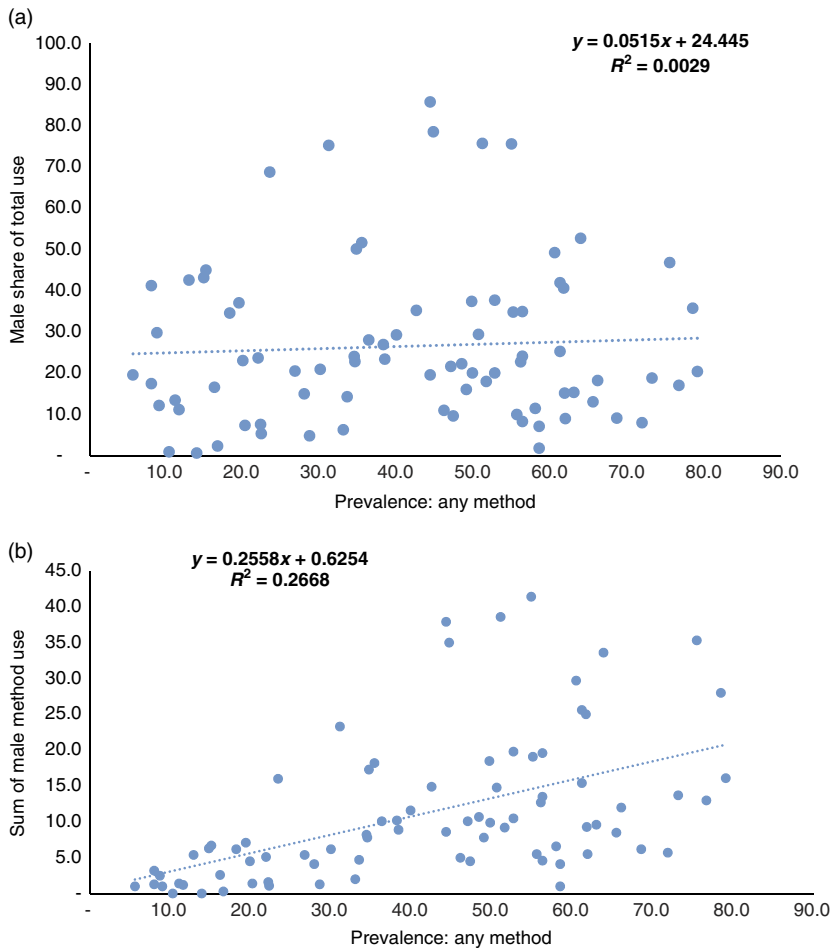 (a)
y = 0.0515x + 24.445
R² = 0.0029
Male share of total use
100.0
90.0
80.0
70.0
60.0
50.0
40.0
30.0
20.0
10.0
-
- 10.0 20.0 30.0 40.0 50.0 60.0 70.0 80.0 90.0
Prevalence: any method
(b)
y = 0.2558x + 0.6254
R² = 0.2668
Sum of male method use
45.0
40.0
35.0
30.0
25.0
20.0
15.0
10.0
5.0
-
- 10.0 20.0 30.0 40.0 50.0 60.0 70.0 80.0 90.0
Prevalence: any method